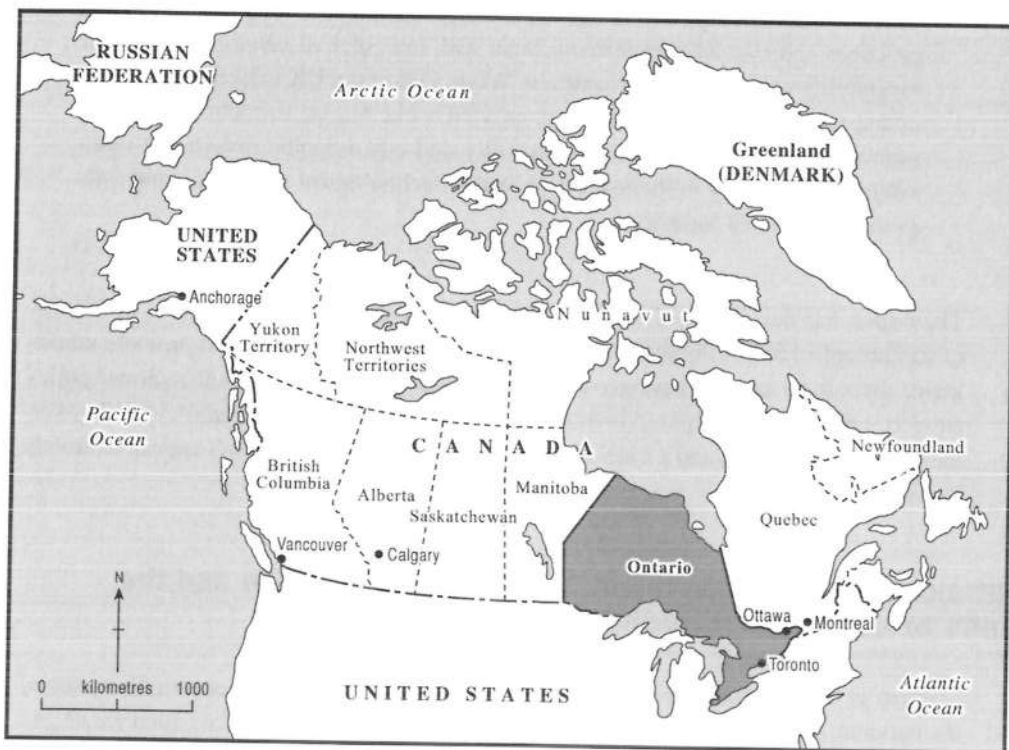 RUSSIAN
FEDERATION
Arctic Ocean
Greenland
(DENMARK)
UNITED
STATES
Anchorage
Nunavut
Yukon
Territory
Northwest
Territories
Pacific
Ocean
CANADA
Newfoundland
British
Columbia
Alberta
Manitoba
Saskatchewan
Quebec
Vancouver
Calgary
Ontario
N
Ottawa
Montreal
Toronto
0 kilometres 1000
UNITED STATES
Atlantic
Ocean